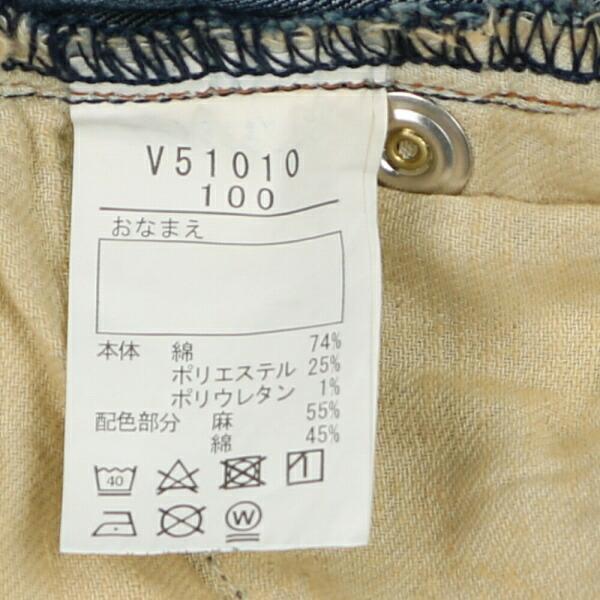 V51010
100
おなまえ
本体 綿 74%
ポリエステル 25%
ポリウレタン 1%
配色部分 麻 55%
綿 45%
40
W